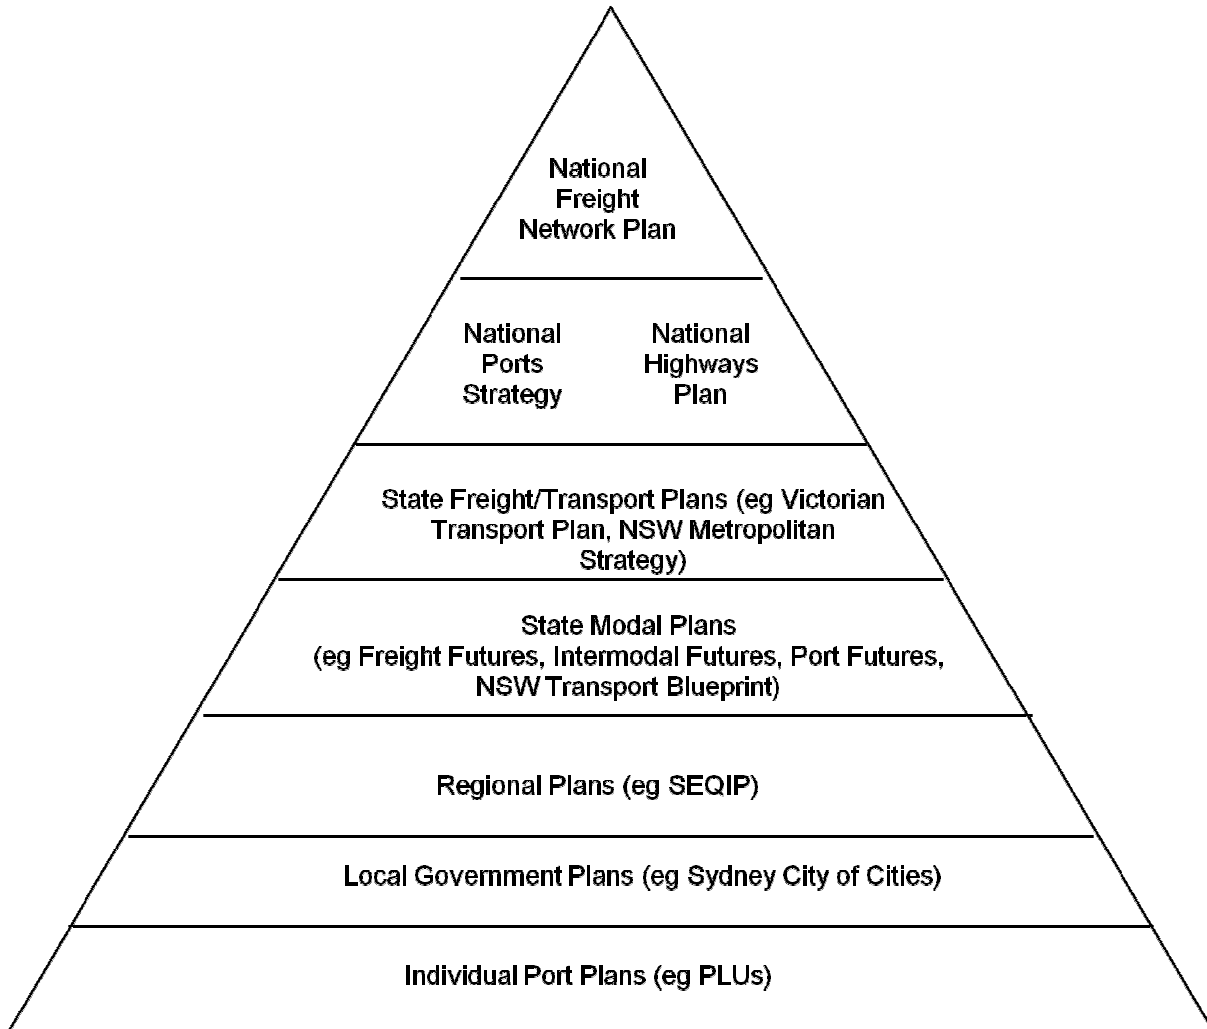 National
Freight
Network Plan
National
Ports
Strategy
National
Highways
Plan
State Freight/Transport Plans (eg Victorian
Transport Plan, NSW Metropolitan
Strategy)
State Modal Plans
(eg Freight Futures, Intermodal Futures, Port Futures,
NSW Transport Blueprint)
Regional Plans (eg SEQIP)
Local Government Plans (eg Sydney City of Cities)
Individual Port Plans (eg PLUs)